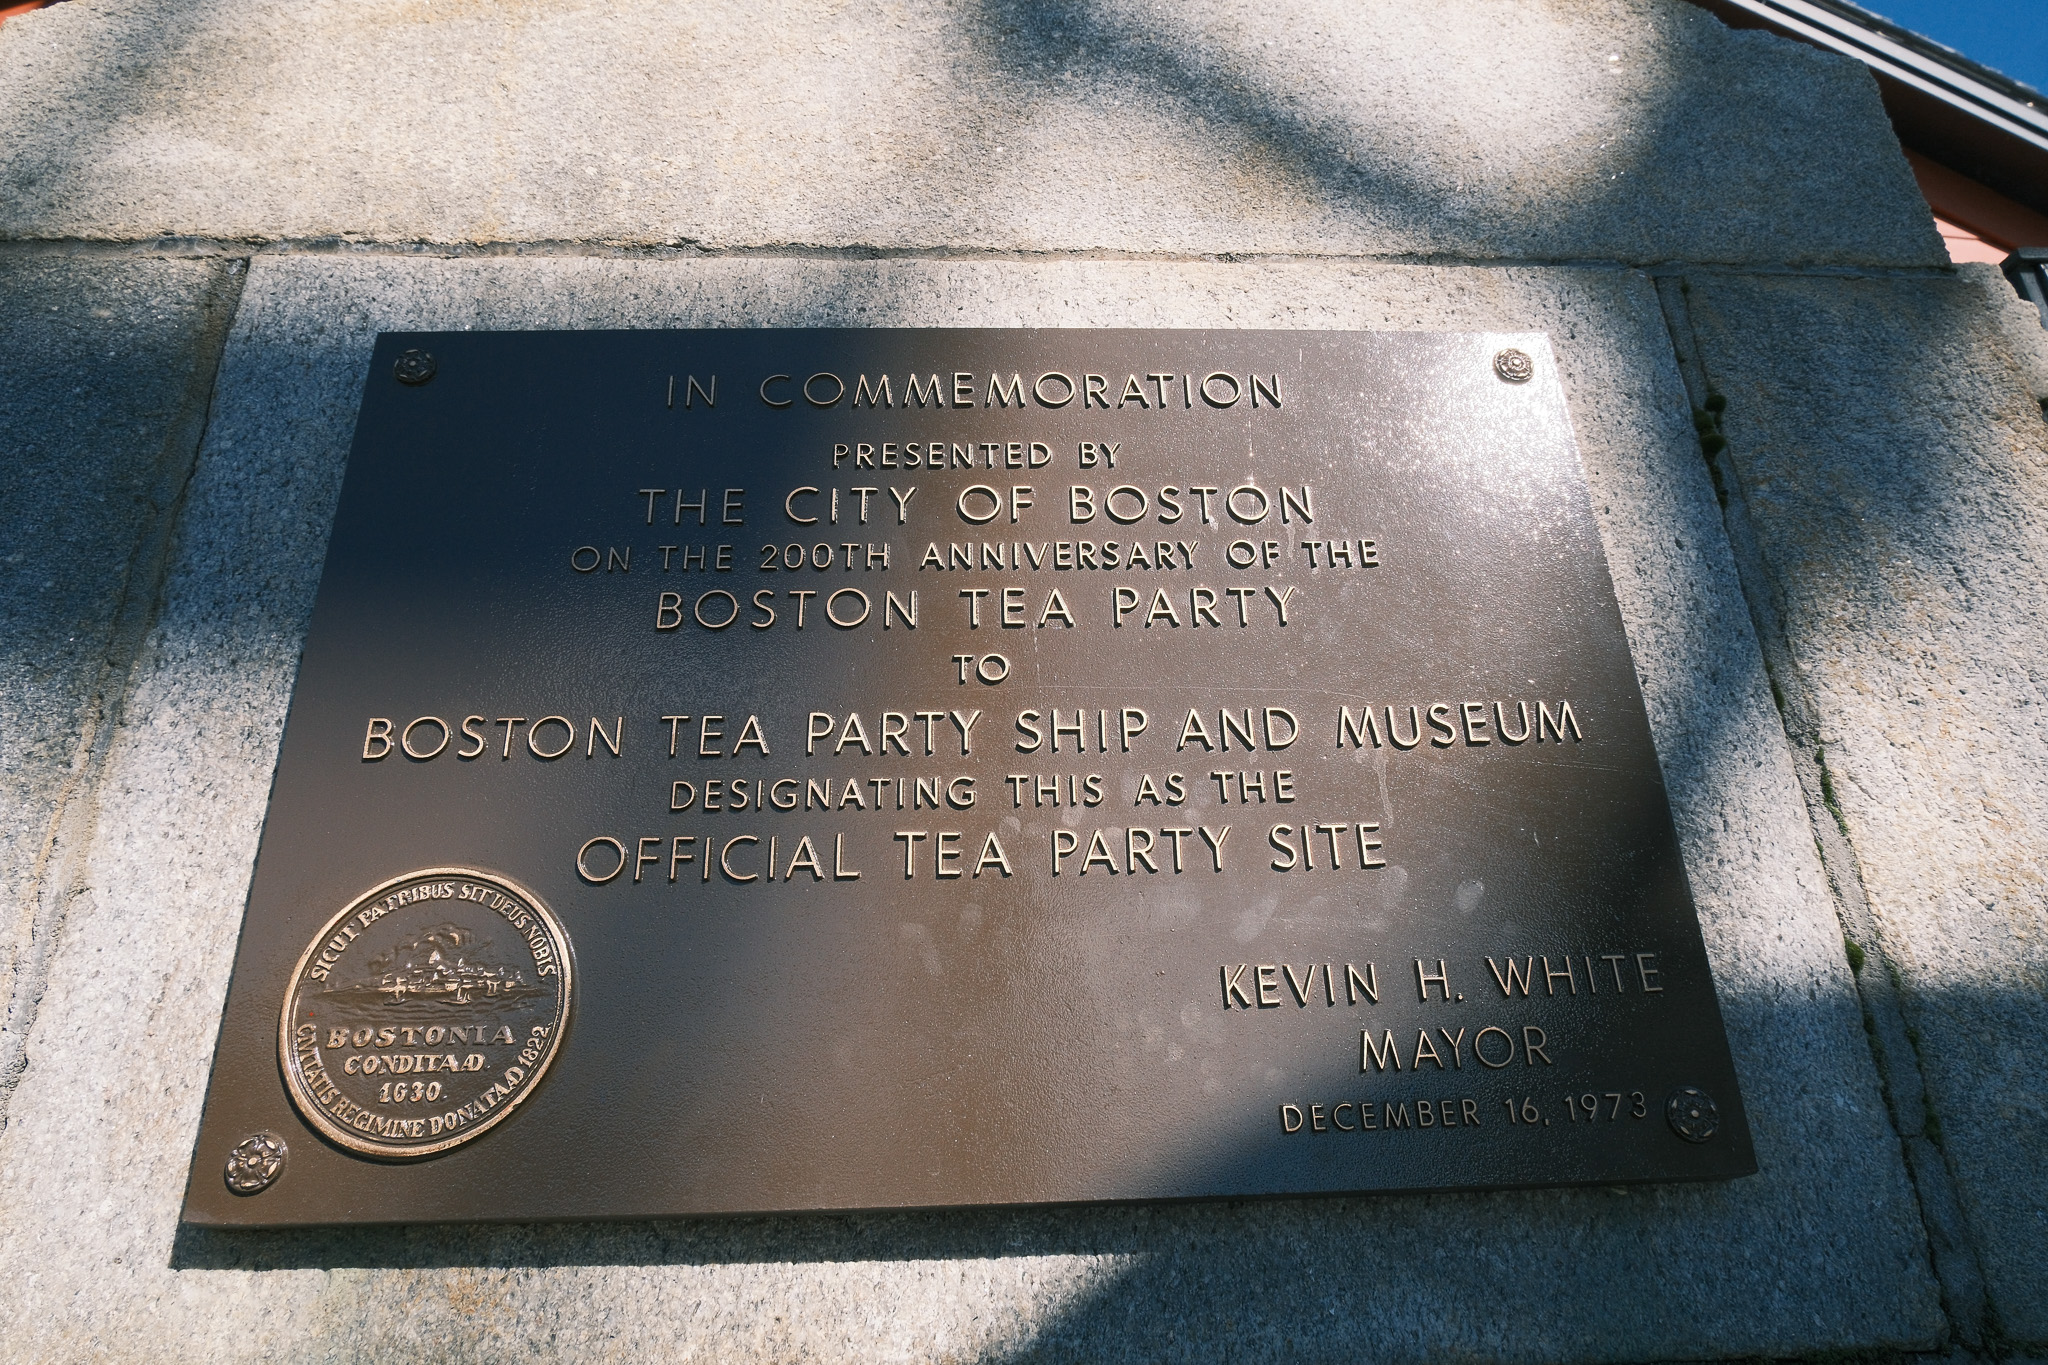 IN COMMEMORATION
PRESENTED BY
THE CITY OF BOSTON
ON THE 200TH ANNIVERSARY OF THE
BOSTON TEA PARTY
TO
BOSTON TEA PARTY SHIP AND MUSEUM
DESIGNATING THIS AS THE
OFFICIAL TEA PARTY SITE
SICUT PATRIBUS SIT DEUS NOBIS
BOSTONIA
CONDITA A.D.
1630.
CIVITATIS REGIMINE DONATA A.D. 1822.
KEVIN H. WHITE
MAYOR
DECEMBER 16, 1973